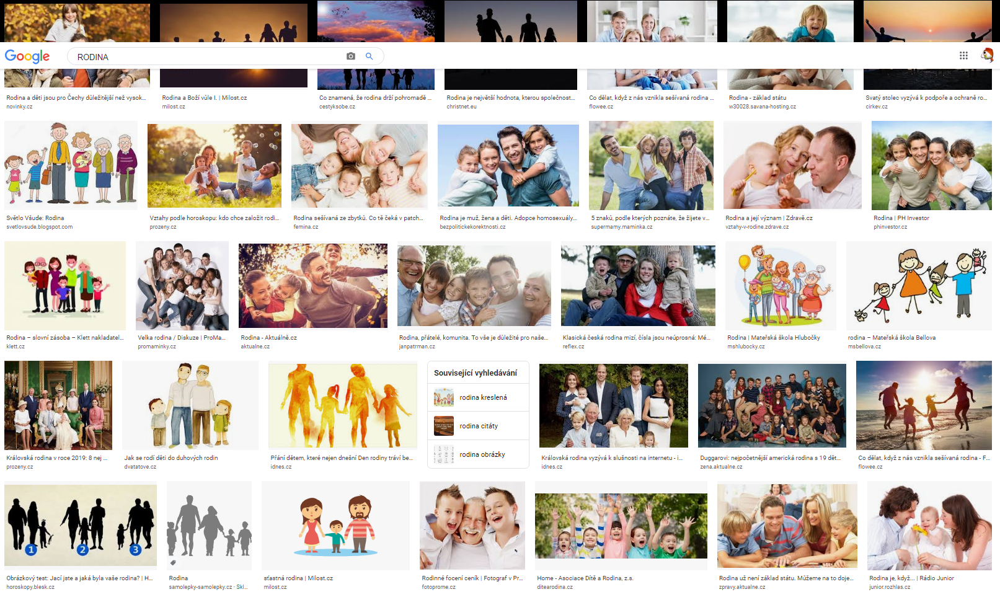 Google
RODINA
Rodina a děti jsou pro Čechy důležitější než vysok...
novinky.cz
Rodina a Boží vůle I. | Milost.cz
milost.cz
Co znamená, že rodina drží pohromadě ...
cestyksobe.cz
Rodina je největší hodnota, kterou společnost...
christnet.eu
Co dělat, když z nás vznikla sešívaná rodina ...
flowee.cz
Rodina - základ státu
w30028.savana-hosting.cz
Svatý stolec vyzývá k podpoře a ochraně ro...
cirkev.cz
Světlo Všude: Rodina
svetlovsude.blogspot.com
Vztahy podle horoskopu: kdo chce založit rodi...
prozeny.cz
Rodina sešívaná ze zbytků. Co tě čeká v patch...
femina.cz
Rodina je muž, žena a děti. Adopce homosexuály...
bezpolitickekorektnosti.cz
5 znaků, podle kterých poznáte, že žijete v...
supermamy.maminka.cz
Rodina a její význam | Zdravě.cz
vztahy-v-rodine.zdrave.cz
Rodina | PH Investor
phinvestor.cz
Rodina – slovní zásoba – Klett nakladatel...
klett.cz
Velka rodina / Diskuze | ProMa...
promaminky.cz
Rodina - Aktuálně.cz
aktualne.cz
Rodina, přátelé, komunita. To vše je důležité pro naše...
janpatrman.cz
Klasická česká rodina mizí, čísla jsou neúprosná: Mé...
reflex.cz
Rodina | Mateřská škola Hlubočky
mshlubocky.cz
rodina – Mateřská škola Bellova
msbellova.cz
Královská rodina v roce 2019: 8 nej ...
prozeny.cz
Jak se rodí děti do duhových rodin
dvatatove.cz
Přání dětem, které nejen dnešní Den rodiny tráví be...
idnes.cz
Související vyhledávání
rodina kreslená
rodina citáty
rodina obrázky
Královská rodina vyzývá k slušnosti na internetu - i...
idnes.cz
Duggarovi: nejpočetnější americká rodina s 19 dět...
zena.aktualne.cz
Co dělat, když z nás vznikla sešívaná rodina - F...
flowee.cz
1 2 3
Obrázkový test: Jací jste a jaká byla vaše rodina? | H...
horoskopy.blesk.cz
Rodina
samolepky-samolepky.cz · Skl...
sťastná rodina | Milost.cz
milost.cz
Rodinné focení ceník | Fotograf v Pr...
fotoprome.cz
Home - Asociace Dítě a Rodina, z.s.
ditearodina.cz
Rodina už není základ státu. Můžeme na to doje...
zpravy.aktualne.cz
Rodina je, když... | Rádio Junior
junior.rozhlas.cz